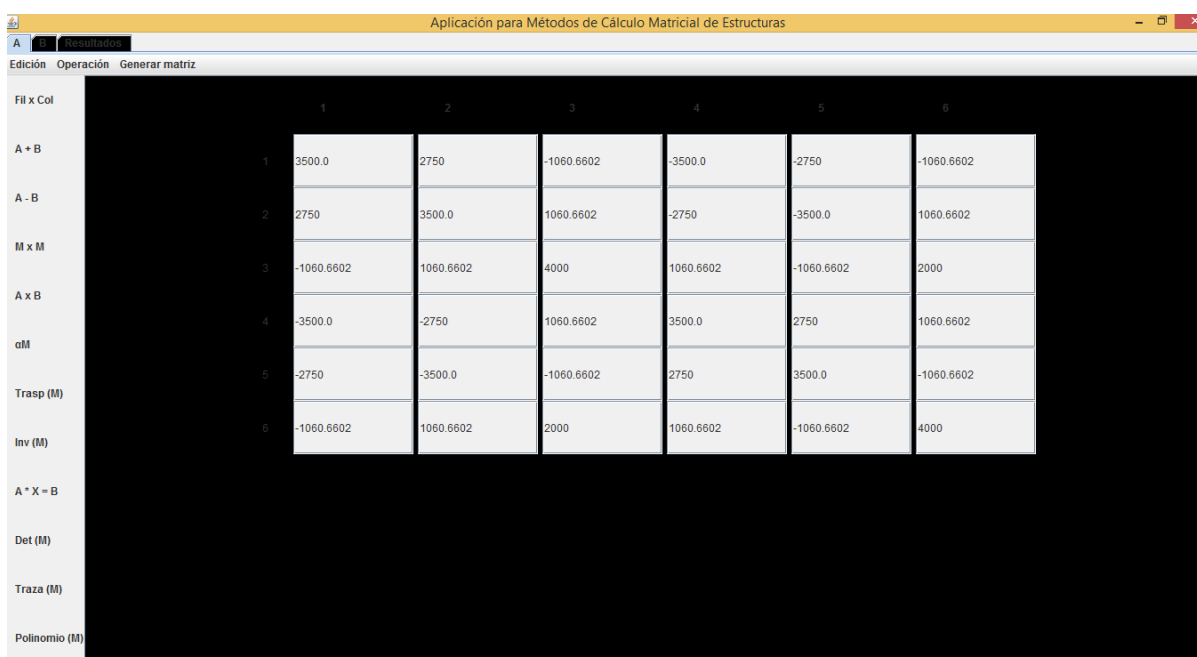 Aplicación para Métodos de Cálculo Matricial de Estructuras
A B Resultados
Edición Operación Generar matriz
Fil x Col
1 2 3 4 5 6
A + B
1 3500.0 2750 -1060.6602 -3500.0 -2750 -1060.6602
A - B
2 2750 3500.0 1060.6602 -2750 -3500.0 1060.6602
M x M
3 -1060.6602 1060.6602 4000 1060.6602 -1060.6602 2000
A x B
4 -3500.0 -2750 1060.6602 3500.0 2750 1060.6602
αM
5 -2750 -3500.0 -1060.6602 2750 3500.0 -1060.6602
Trasp (M)
6 -1060.6602 1060.6602 2000 1060.6602 -1060.6602 4000
Inv (M)
A * X = B
Det (M)
Traza (M)
Polinomio (M)